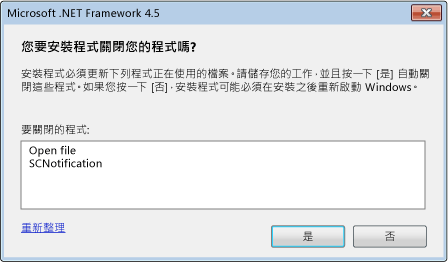 Microsoft .NET Framework 4.5
您要安裝程式關閉您的程式嗎?
安裝程式必須更新下列程式正在使用的檔案。請儲存您的工作，並且按一下 [是] 自動關
閉這些程式。如果您按一下 [否]，安裝程式可能必須在安裝之後重新啟動 Windows。
要關閉的程式:
Open file
SCNotification
重新整理
是
否